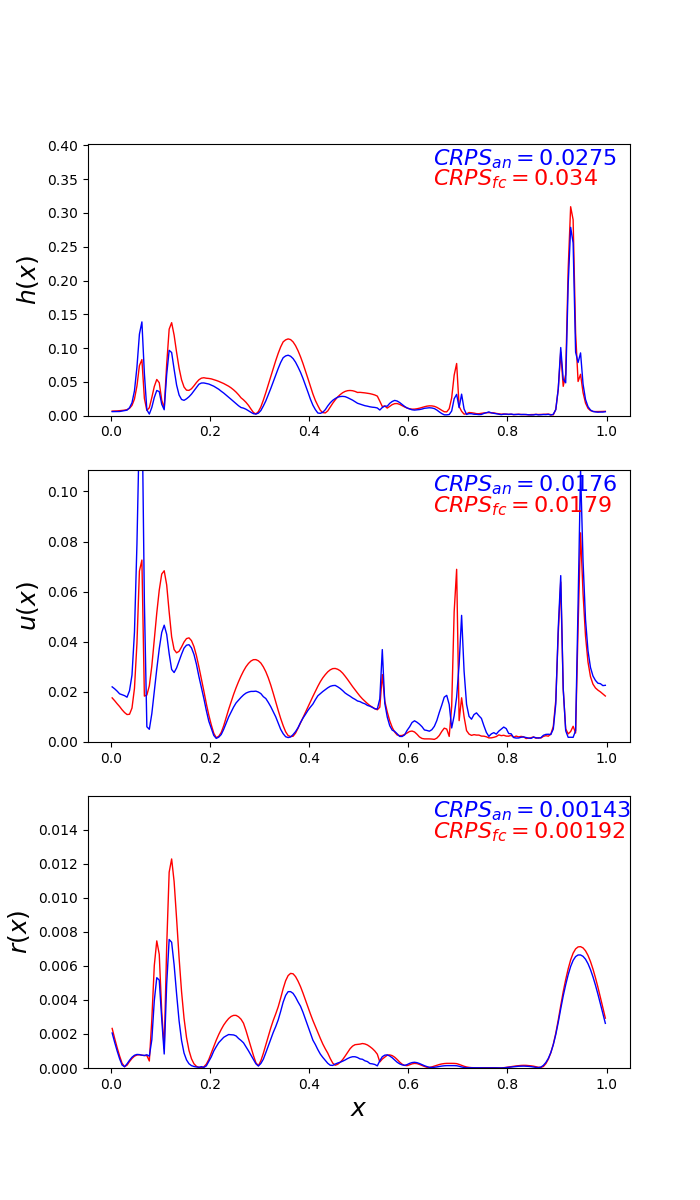 CRPS_an = 0.0275
CRPS_fc = 0.034
h(x)
0.40
0.35
0.30
0.25
0.20
0.15
0.10
0.05
0.00
0.0 0.2 0.4 0.6 0.8 1.0
CRPS_an = 0.0176
CRPS_fc = 0.0179
u(x)
0.10
0.08
0.06
0.04
0.02
0.00
0.0 0.2 0.4 0.6 0.8 1.0
CRPS_an = 0.00143
CRPS_fc = 0.00192
r(x)
0.014
0.012
0.010
0.008
0.006
0.004
0.002
0.000
0.0 0.2 0.4 0.6 0.8 1.0
x